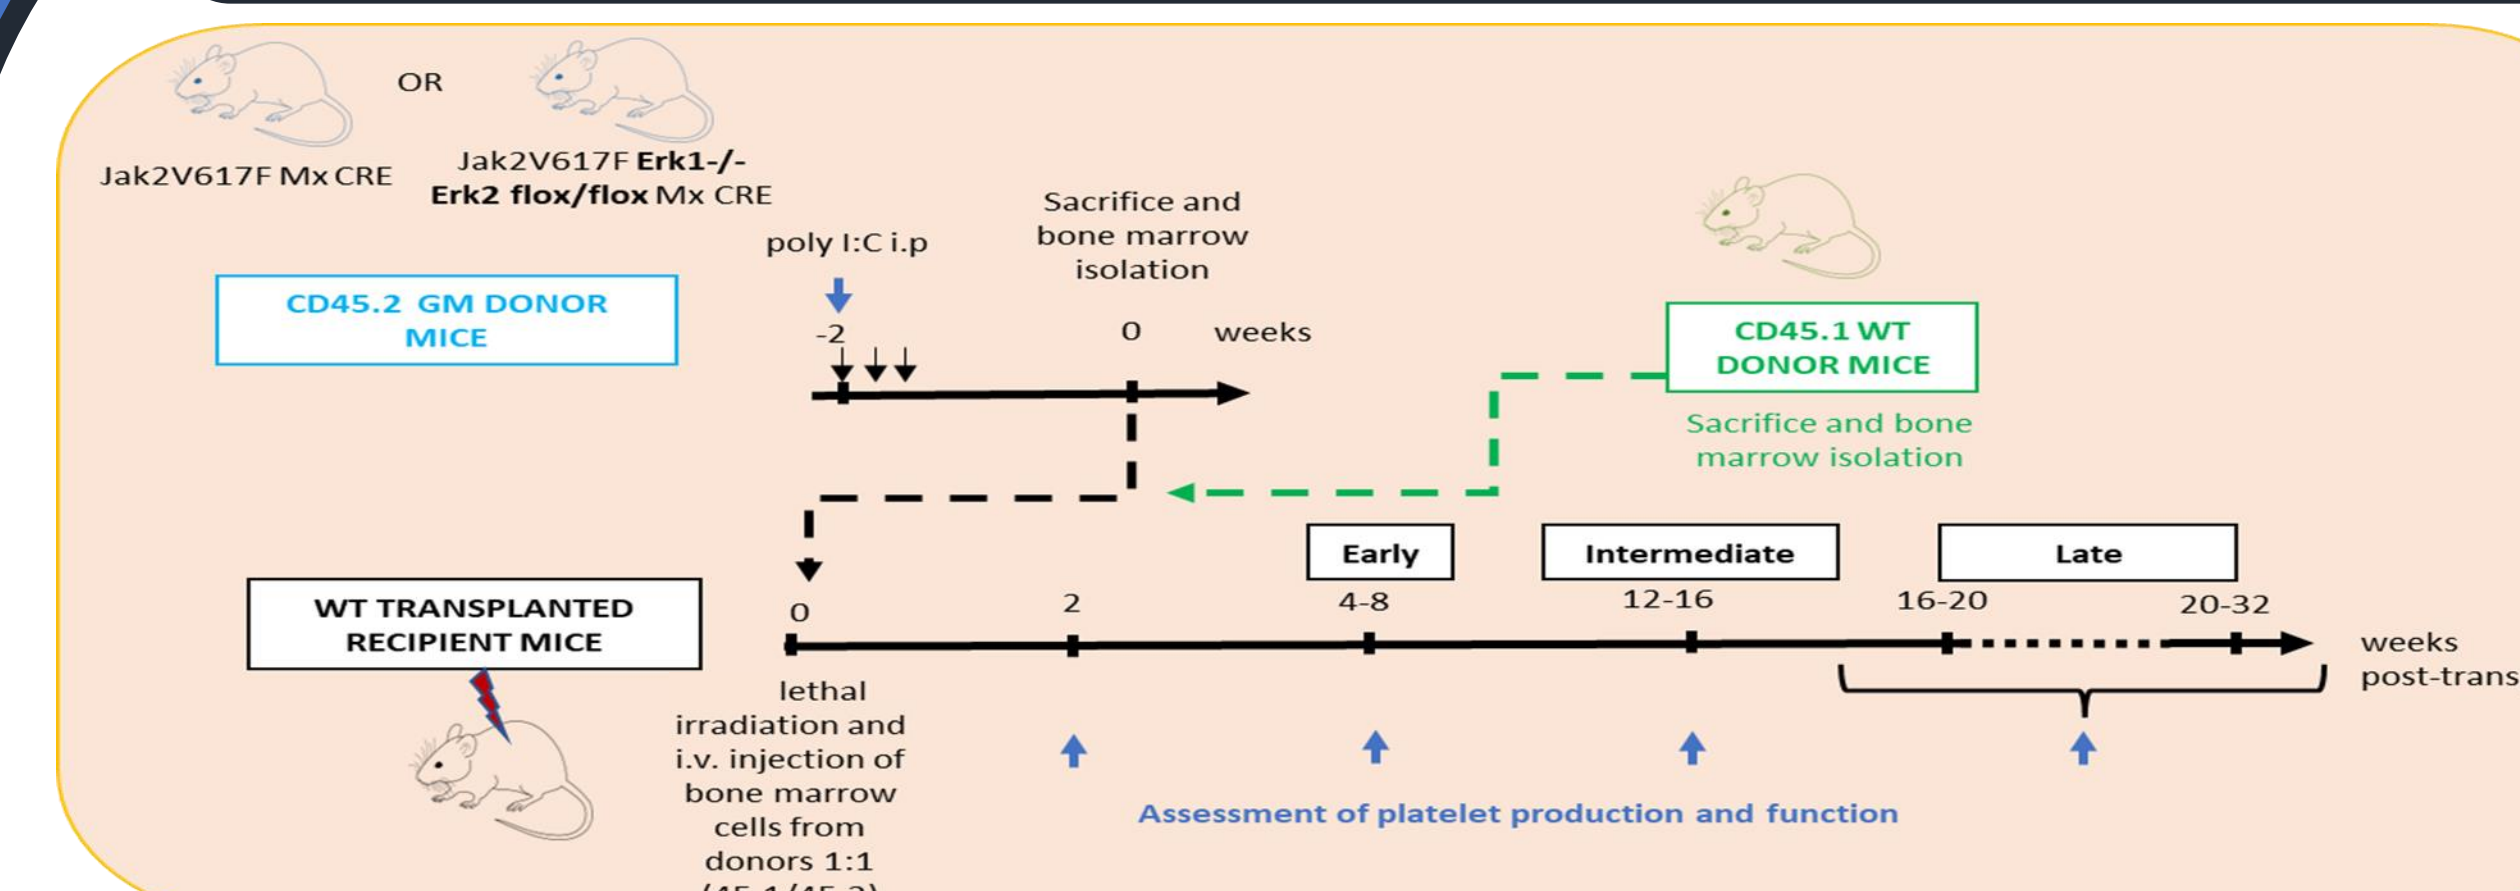 OR
Jak2V617F Mx CRE
Jak2V617F Erk1-/-
Erk2 flox/flox Mx CRE
poly I:C i.p
Sacrifice and
bone marrow
isolation
CD45.2 GM DONOR
MICE
-2
0
weeks
CD45.1 WT
DONOR MICE
Sacrifice and bone
marrow isolation
Early
Intermediate
Late
WT TRANSPLANTED
RECIPIENT MICE
0
2
4-8
12-16
16-20
20-32
weeks
post-trans
lethal
irradiation and
i.v. injection of
bone marrow
cells from
donors 1:1
Assessment of platelet production and function